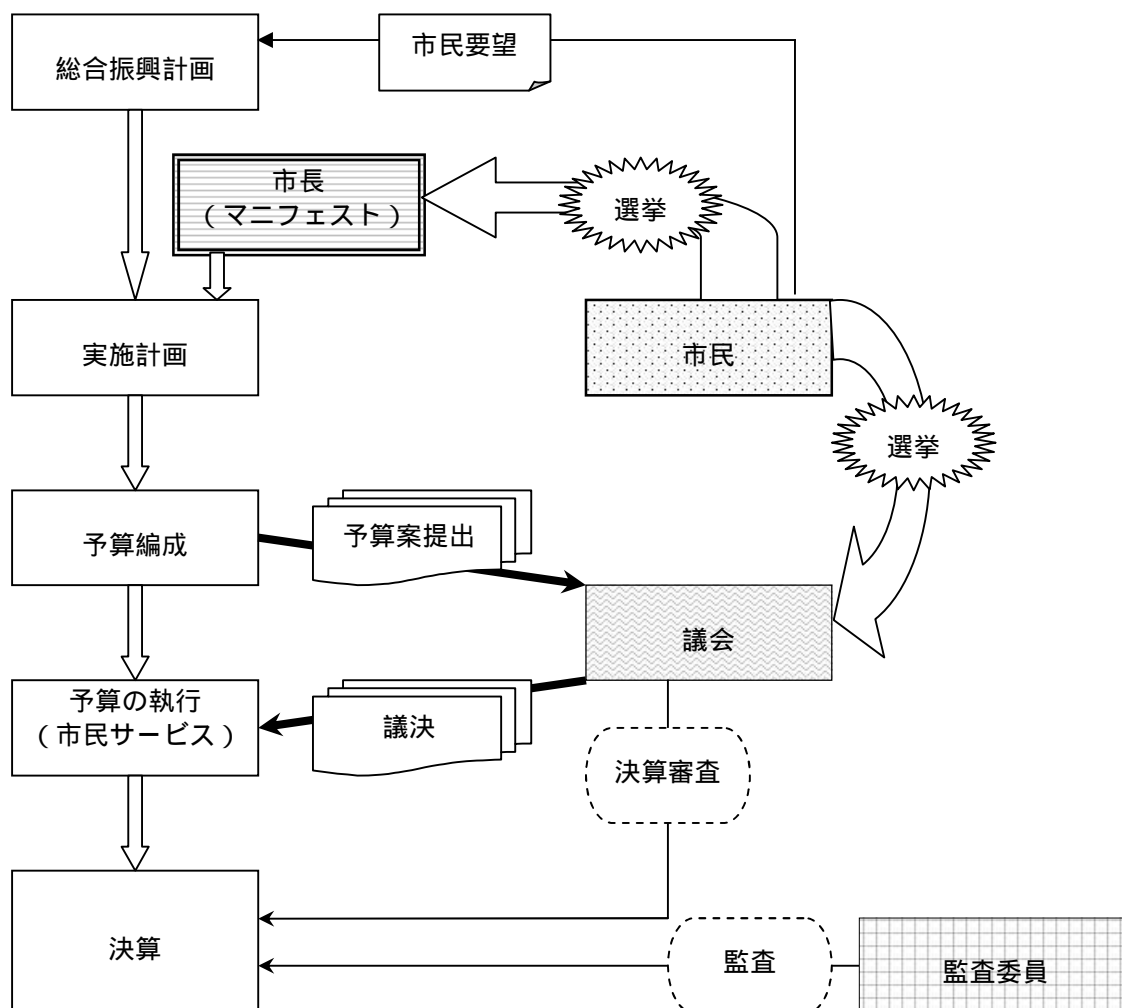 市民要望
総合振興計画
市長
（マニフェスト）
選挙
実施計画
市民
選挙
予算編成
予算案提出
議会
予算の執行
（市民サービス）
議決
決算審査
決算
監査
監査委員